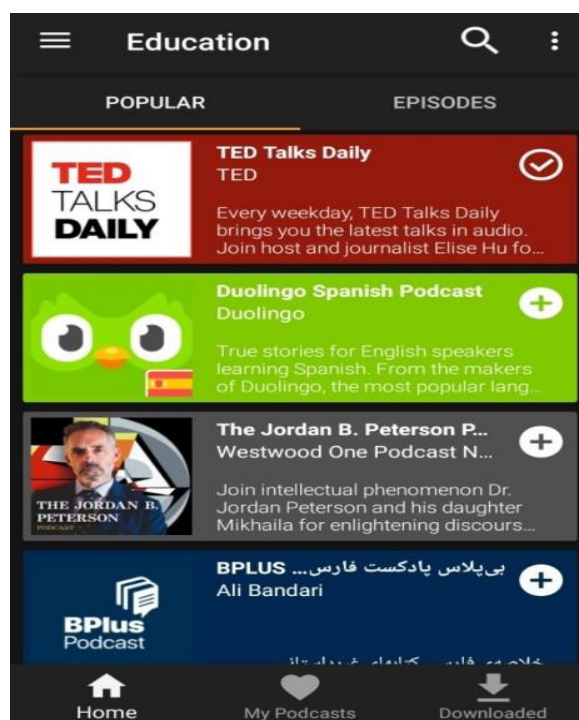 Education
POPULAR
EPISODES
TED
TALKS
DAILY
TED Talks Daily
TED
Every weekday, TED Talks Daily
brings you the latest talks in audio.
Join host and journalist Elise Hu fo...
Duolingo Spanish Podcast
Duolingo
True stories for English speakers
learning Spanish. From the makers
of Duolingo, the most popular lang...
THE JORDAN B.
PETERSON
PODCAST
The Jordan B. Peterson P...
Westwood One Podcast N...
Join intellectual phenomenon Dr.
Jordan Peterson and his daughter
Mikhaila for enlightening discours...
BPlus
Podcast
BPLUS ...بی‌پلاس پادکست فارس
Ali Bandari
خلاصه‌ی فارسی کتابهای غیرداستانی
Home
My Podcasts
Downloaded